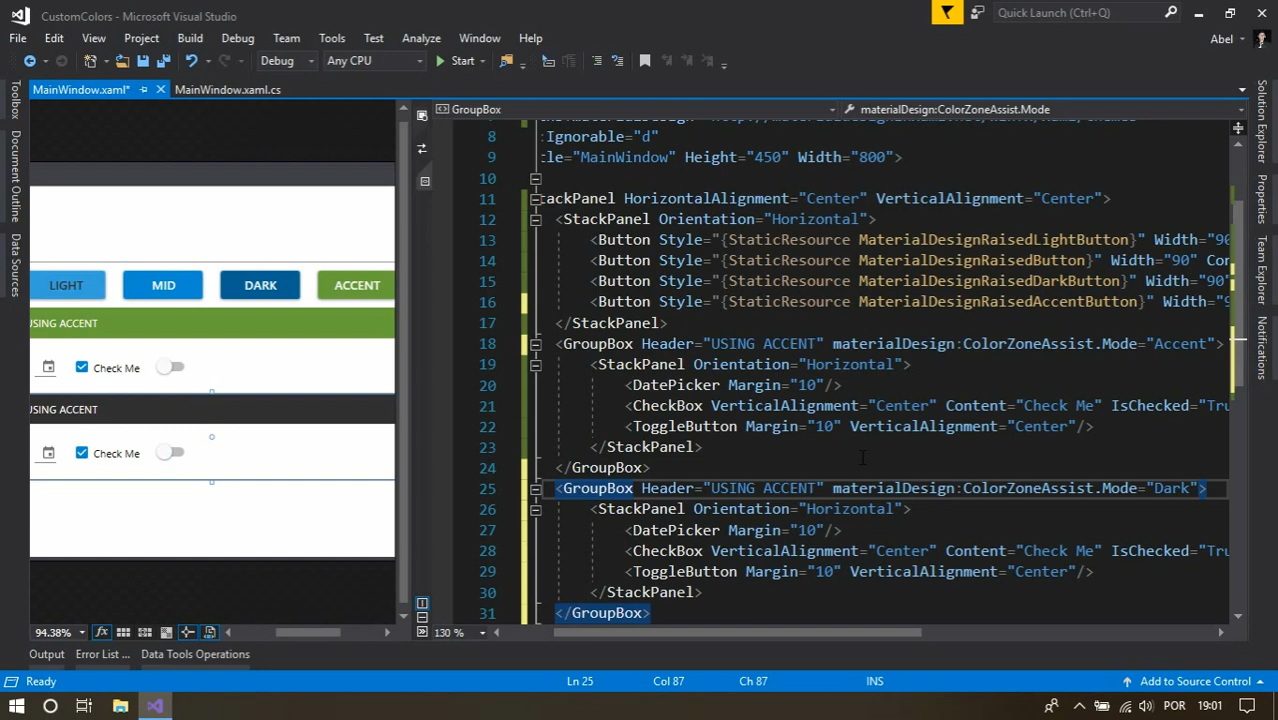 CustomColors - Microsoft Visual Studio
Quick Launch (Ctrl+Q)
File Edit View Project Build Debug Team Tools Test Analyze Window Help
Abel
Debug Any CPU Start
MainWindow.xaml* MainWindow.xaml.cs
GroupBox materialDesign:ColorZoneAssist.Mode
Toolbox
Document Outline
Data Sources
Solution Explorer
Properties
Team Explorer
Notifications
LIGHT MID DARK ACCENT
USING ACCENT
Check Me
USING ACCENT
Check Me
8 :Ignorable="d"
9 :le="MainWindow" Height="450" Width="800">
10
11 tackPanel HorizontalAlignment="Center" VerticalAlignment="Center">
12 <StackPanel Orientation="Horizontal">
13 <Button Style="{StaticResource MaterialDesignRaisedLightButton}" Width="90
14 <Button Style="{StaticResource MaterialDesignRaisedButton}" Width="90" Con
15 <Button Style="{StaticResource MaterialDesignRaisedDarkButton}" Width="90"
16 <Button Style="{StaticResource MaterialDesignRaisedAccentButton}" Width="9
17 </StackPanel>
18 <GroupBox Header="USING ACCENT" materialDesign:ColorZoneAssist.Mode="Accent">
19 <StackPanel Orientation="Horizontal">
20 <DatePicker Margin="10"/>
21 <CheckBox VerticalAlignment="Center" Content="Check Me" IsChecked="Tru
22 <ToggleButton Margin="10" VerticalAlignment="Center"/>
23 </StackPanel>
24 </GroupBox>
25 <GroupBox Header="USING ACCENT" materialDesign:ColorZoneAssist.Mode="Dark">
26 <StackPanel Orientation="Horizontal">
27 <DatePicker Margin="10"/>
28 <CheckBox VerticalAlignment="Center" Content="Check Me" IsChecked="Tru
29 <ToggleButton Margin="10" VerticalAlignment="Center"/>
30 </StackPanel>
31 </GroupBox>
94.38% fx 130 %
Output Error List ... Data Tools Operations
Ready Ln 25 Col 87 Ch 87 INS Add to Source Control
POR 19:01